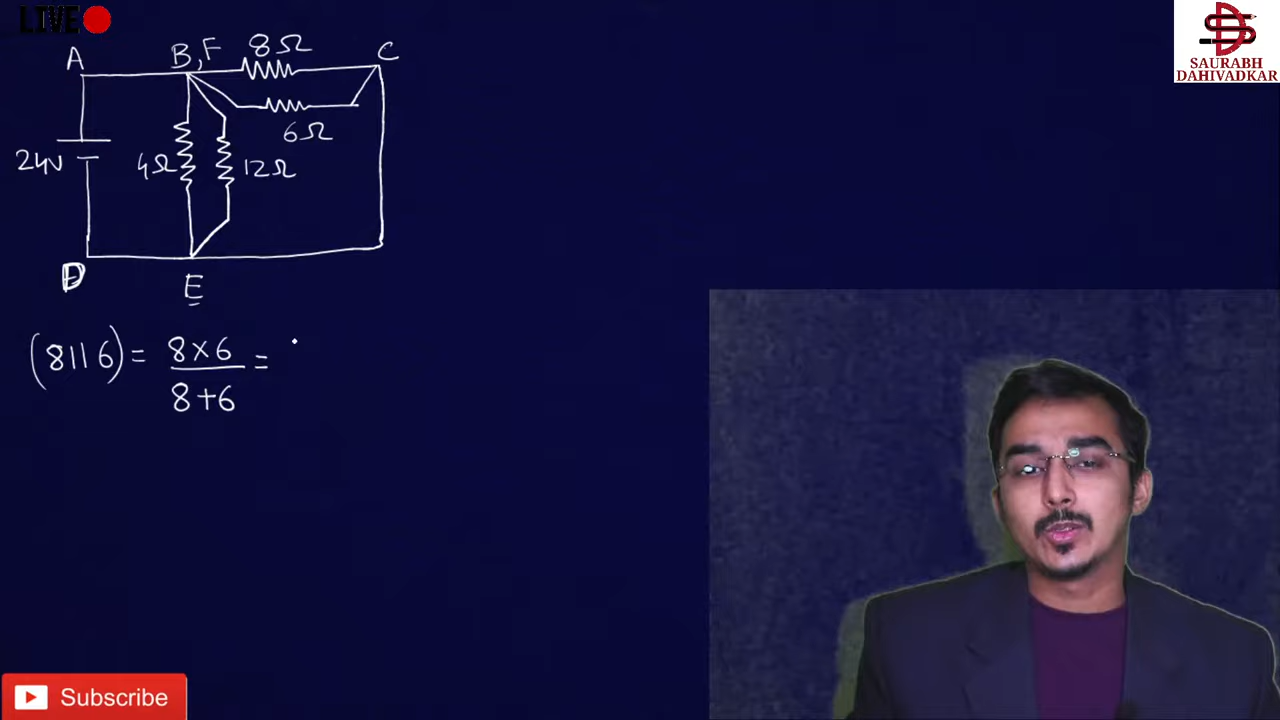 LIVE
SAURABH
DAHIVADKAR
A
B,F
8Ω
C
6Ω
24V
4Ω
12Ω
D
E
(8||6) = 8×6 =
8+6
Subscribe